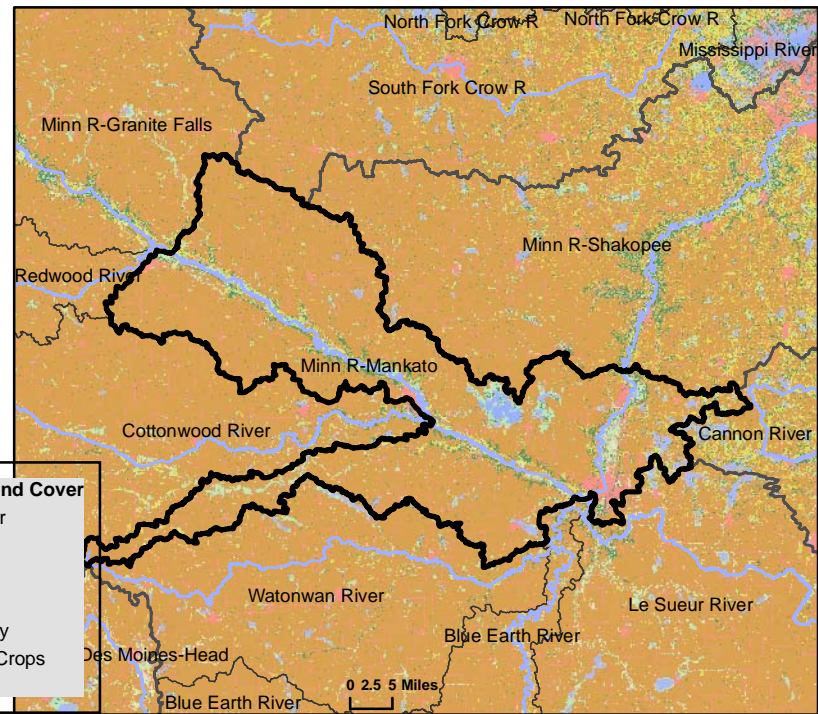 North Fork Crow R
North Fork Crow R
Mississippi River
South Fork Crow R
Minn R-Granite Falls
Minn R-Shakopee
Redwood River
Minn R-Mankato
Cottonwood River
Cannon River
nd Cover
r
y
Crops
Watonwan River
Le Sueur River
Blue Earth River
Des Moines-Head
0 2.5 5 Miles
Blue Earth River